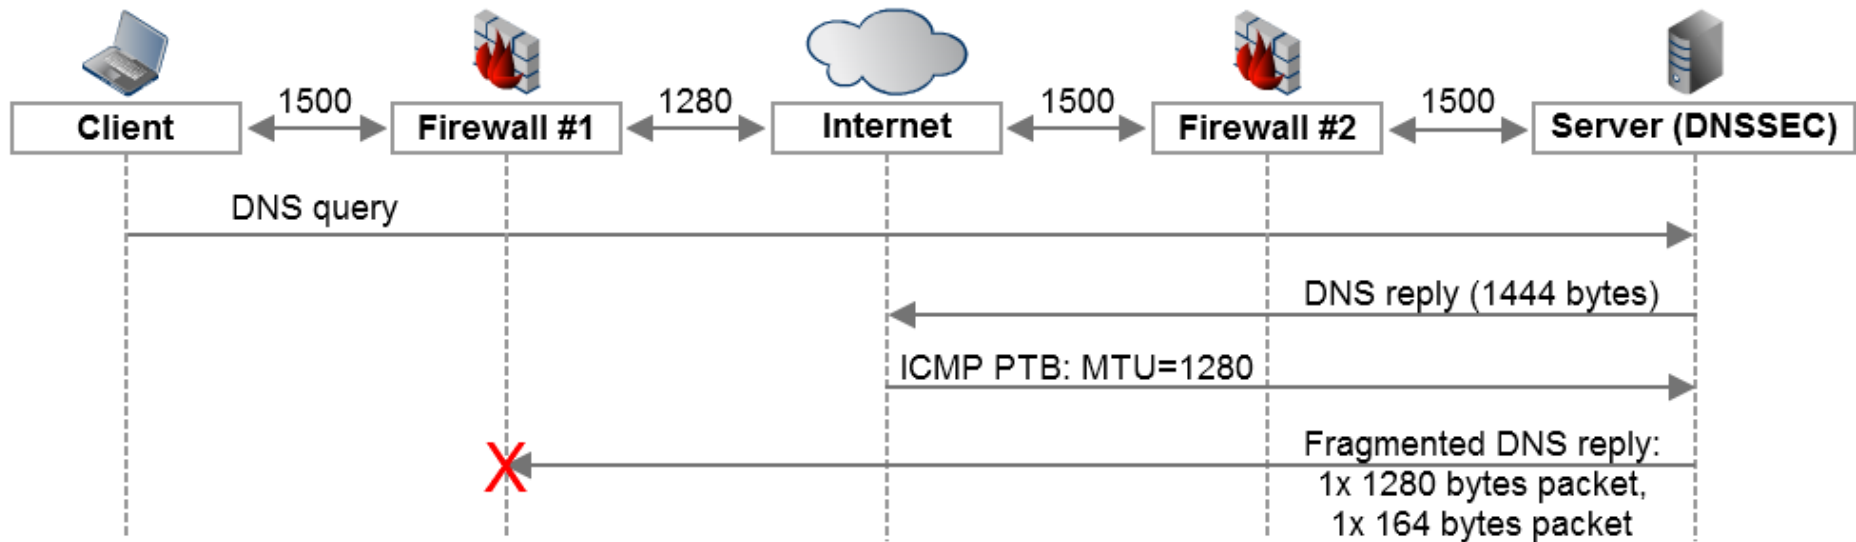 1500
1280
1500
1500
Client
Firewall #1
Internet
Firewall #2
Server (DNSSEC)
DNS query
DNS reply (1444 bytes)
ICMP PTB: MTU=1280
X
Fragmented DNS reply:
1x 1280 bytes packet,
1x 164 bytes packet